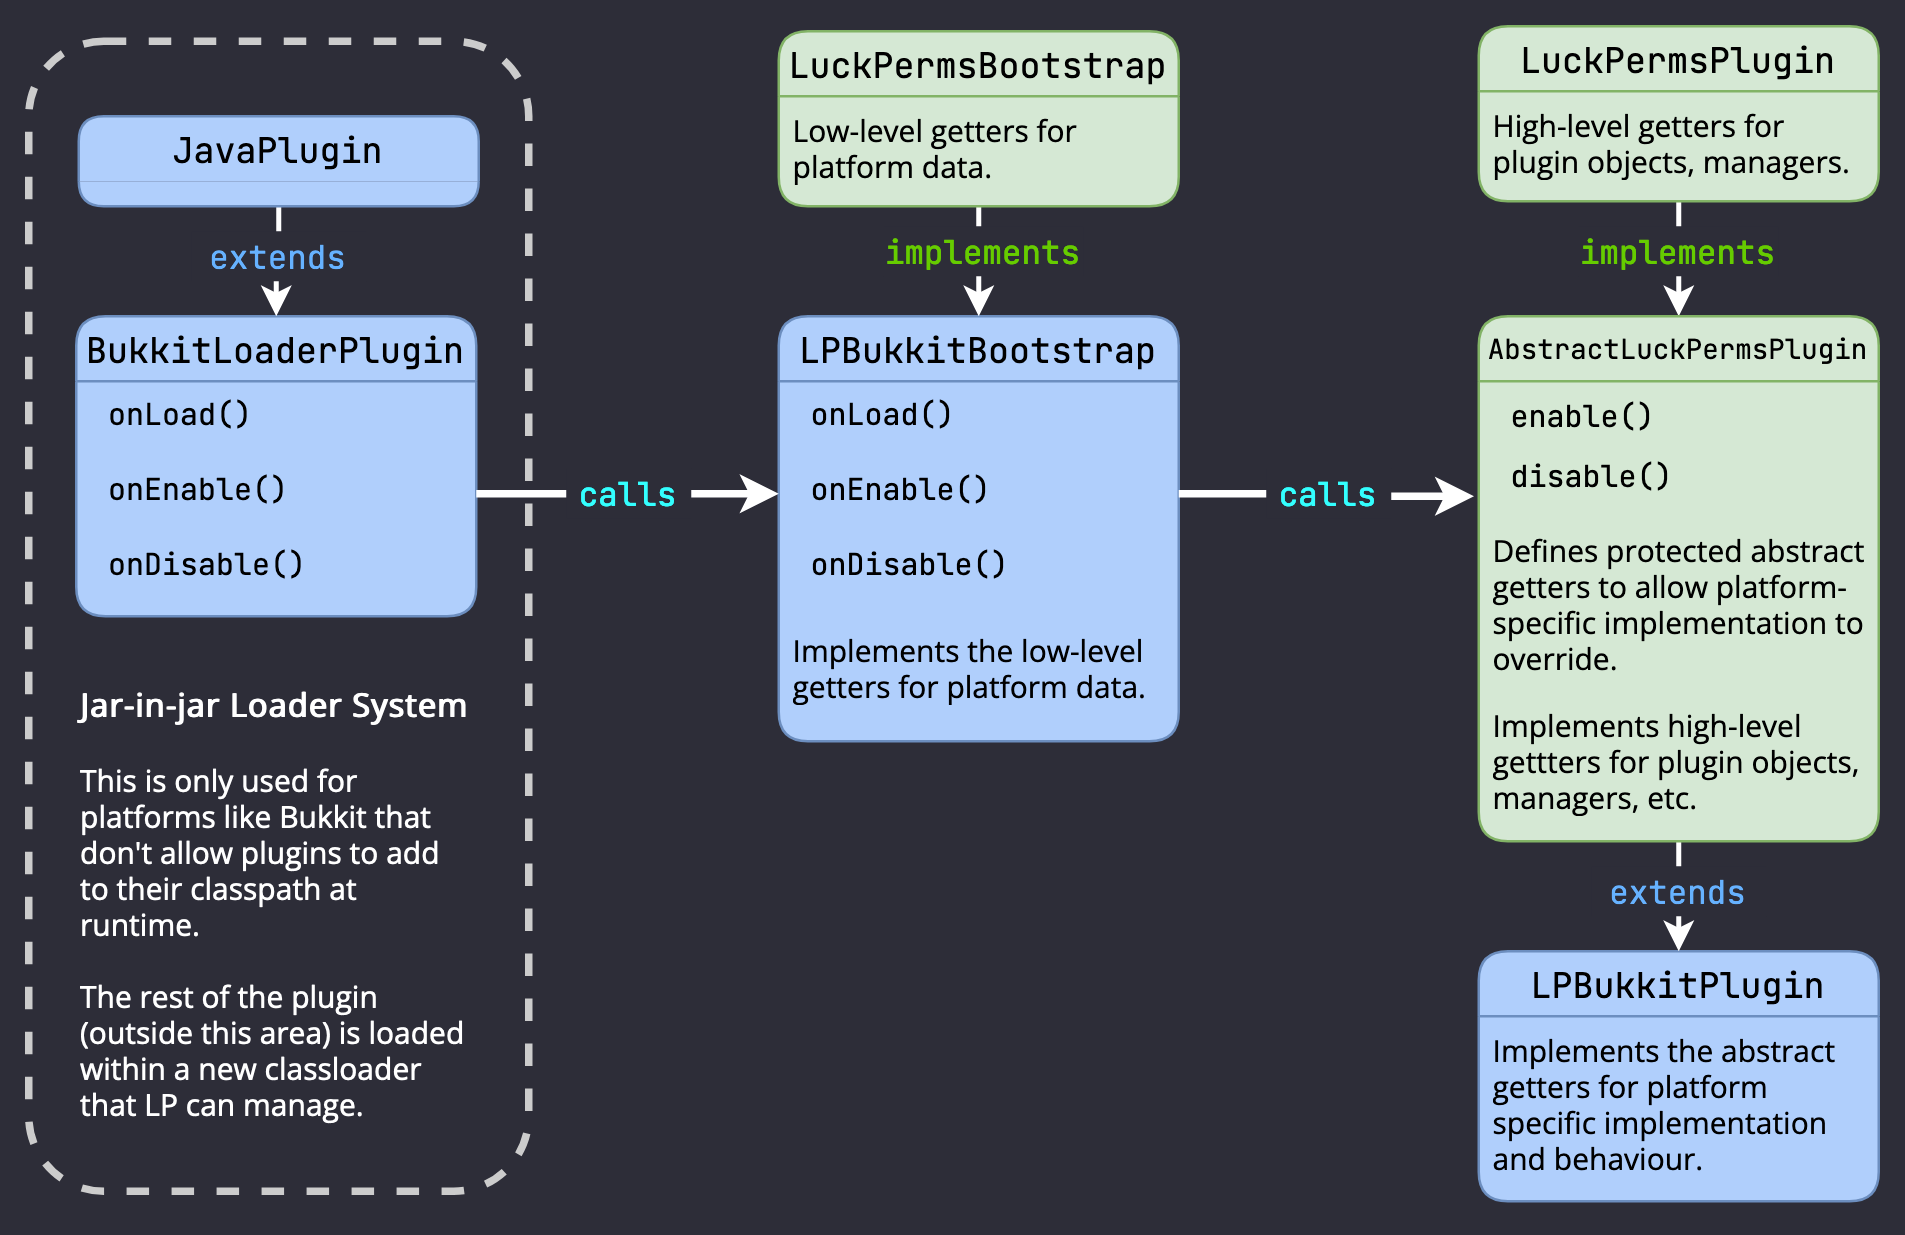 JavaPlugin
extends
BukkitLoaderPlugin
onLoad()
onEnable()
onDisable()
Jar-in-jar Loader System
This is only used for
platforms like Bukkit that
don't allow plugins to add
to their classpath at
runtime.
The rest of the plugin
(outside this area) is loaded
within a new classloader
that LP can manage.
calls
LuckPermsBootstrap
Low-level getters for
platform data.
implements
LPBukkitBootstrap
onLoad()
onEnable()
onDisable()
Implements the low-level
getters for platform data.
calls
LuckPermsPlugin
High-level getters for
plugin objects, managers.
implements
AbstractLuckPermsPlugin
enable()
disable()
Defines protected abstract
getters to allow platform-
specific implementation to
override.
Implements high-level
gettters for plugin objects,
managers, etc.
extends
LPBukkitPlugin
Implements the abstract
getters for platform
specific implementation
and behaviour.